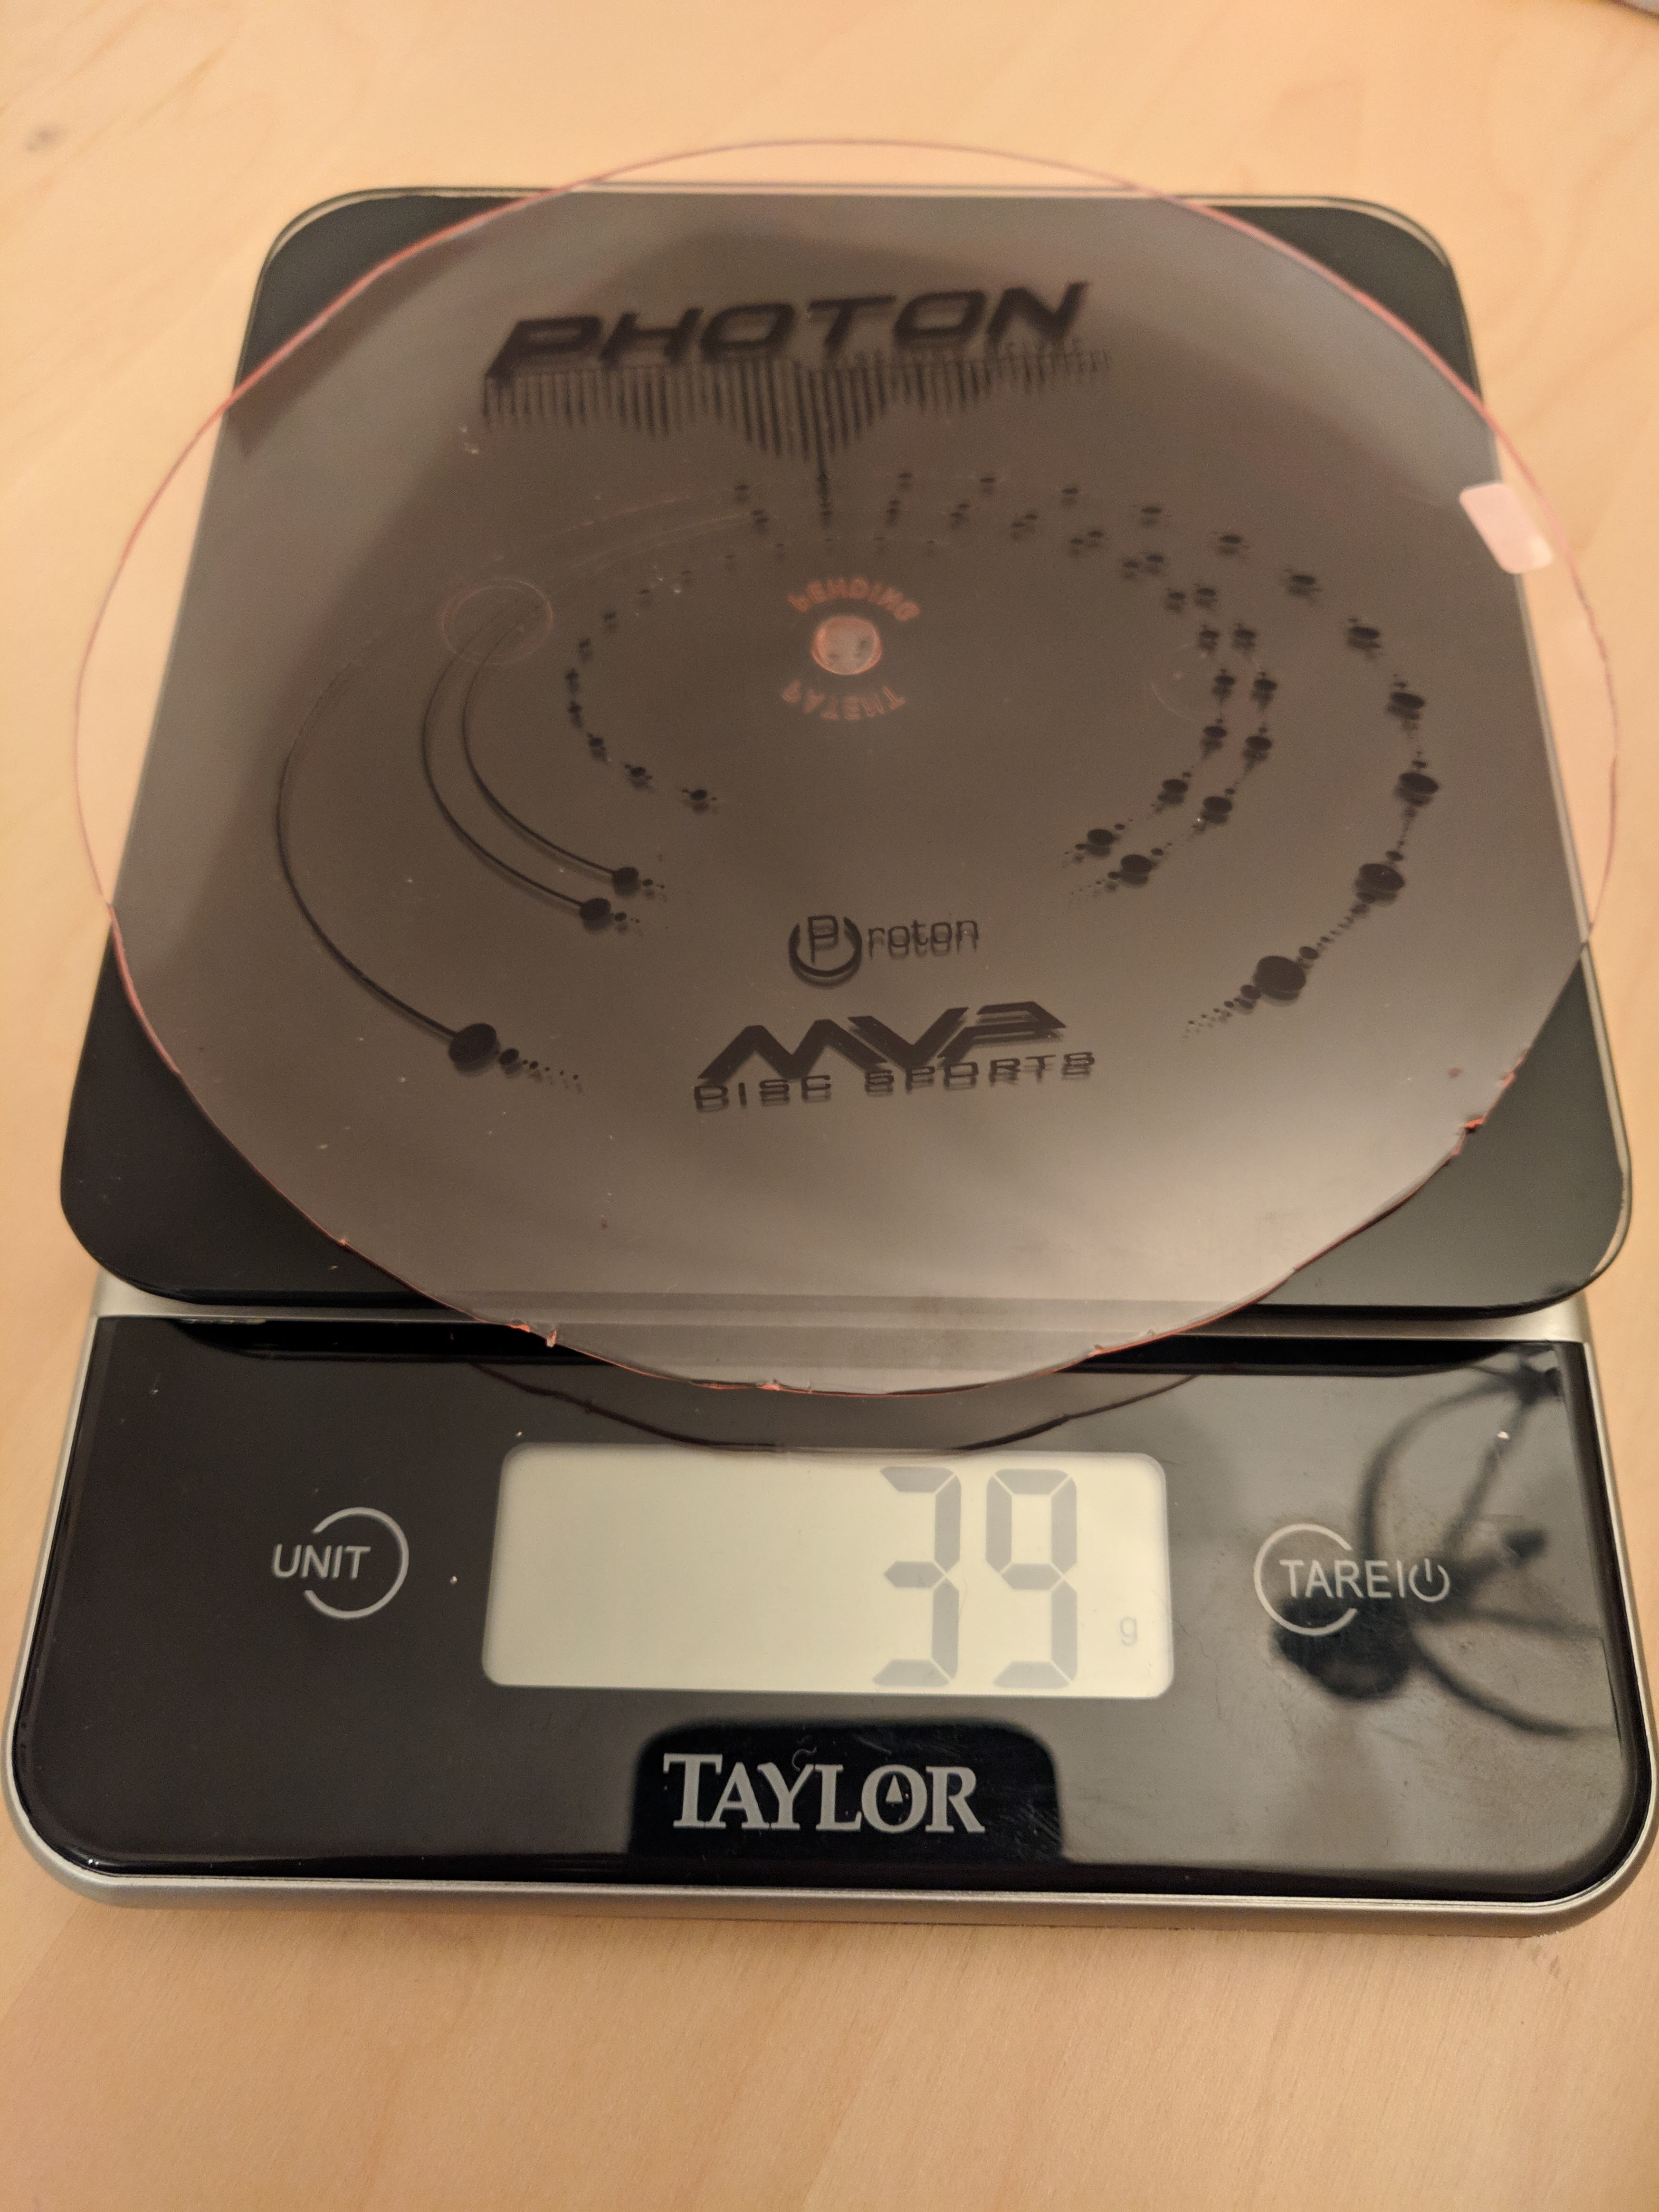 PHOTON
PENDING
PATENT
Proton
MVP
DISC SPORTS
UNIT
39
g
TARE|
TAYLOR